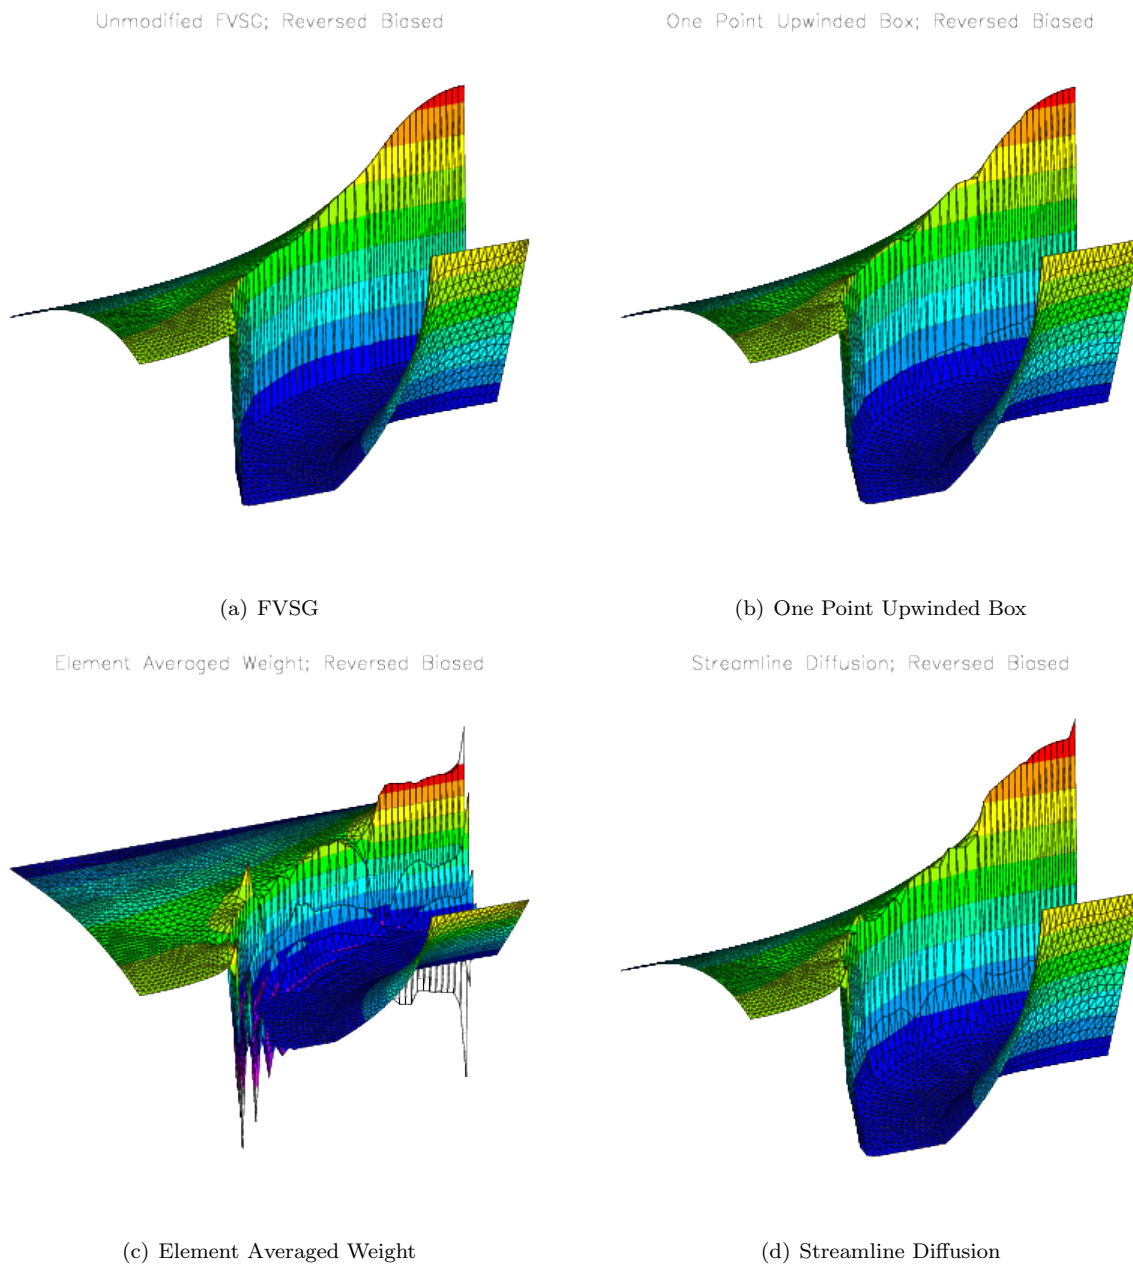 Unmodified FVSG; Reversed Biased
One Point Upwinded Box; Reversed Biased
(a) FVSG
(b) One Point Upwinded Box
Element Averaged Weight; Reversed Biased
Streamline Diffusion; Reversed Biased
(c) Element Averaged Weight
(d) Streamline Diffusion